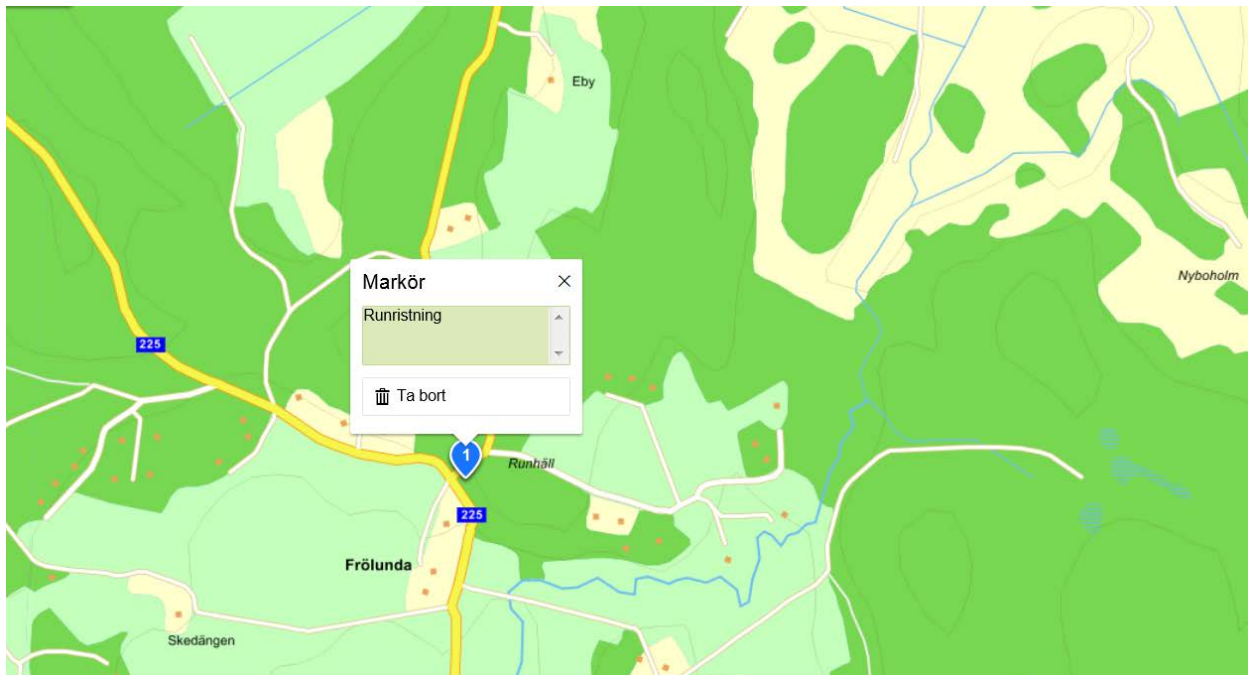 Eby
Nyboholm
Markör
Runristning
Ta bort
225
1
Runhäll
225
Frölunda
Skedängen